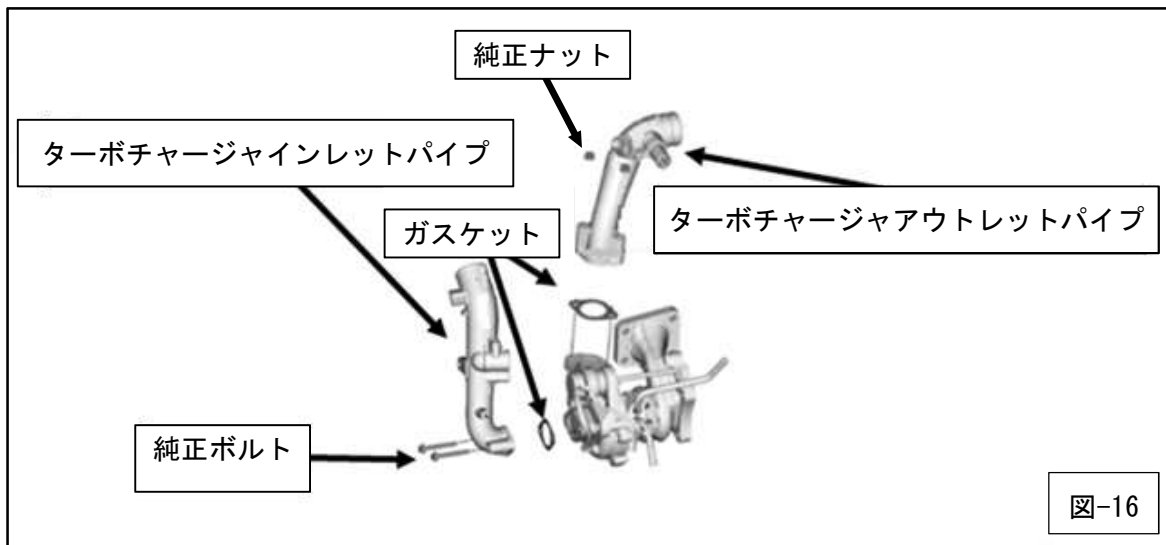 純正ナット
ターボチャージャインレットパイプ
ガスケット
ターボチャージャアウトレットパイプ
純正ボルト
図-16